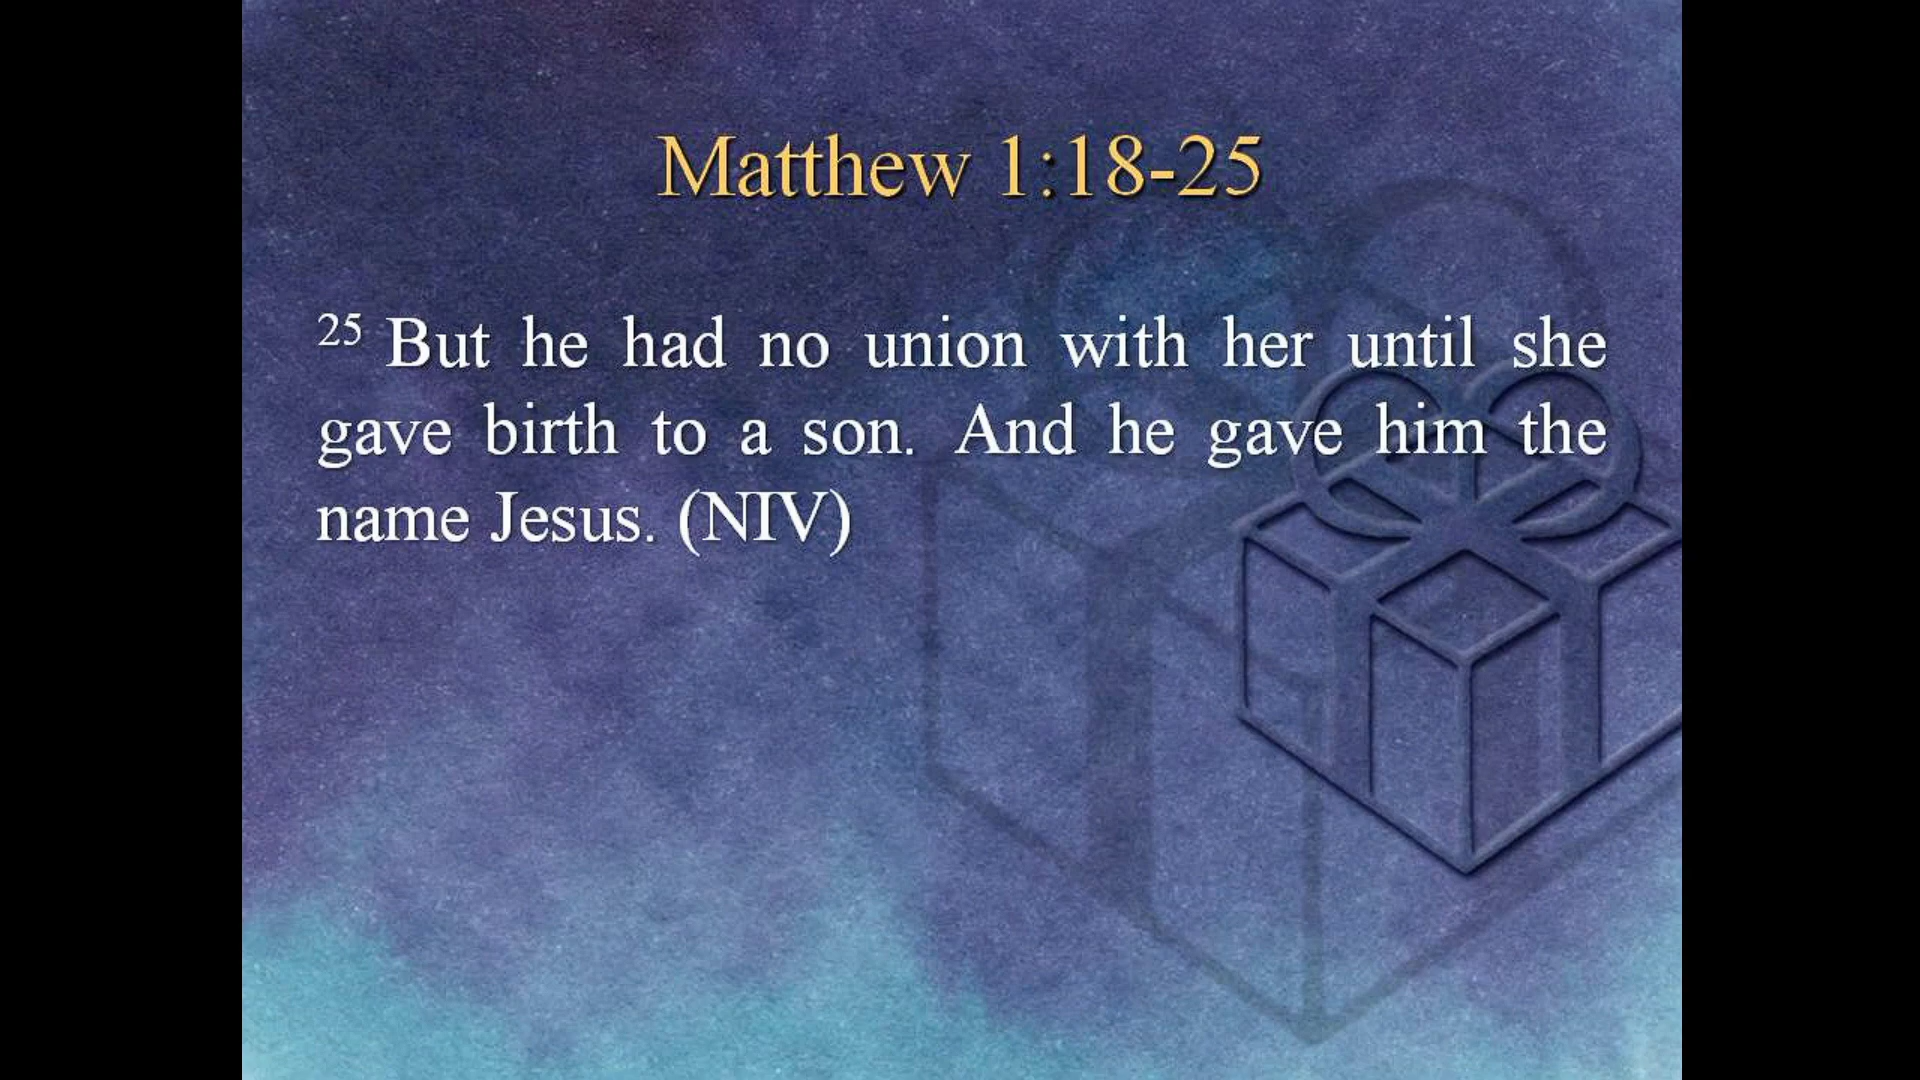 Matthew 1:18-25
25 But he had no union with her until she
gave birth to a son. And he gave him the
name Jesus. (NIV)